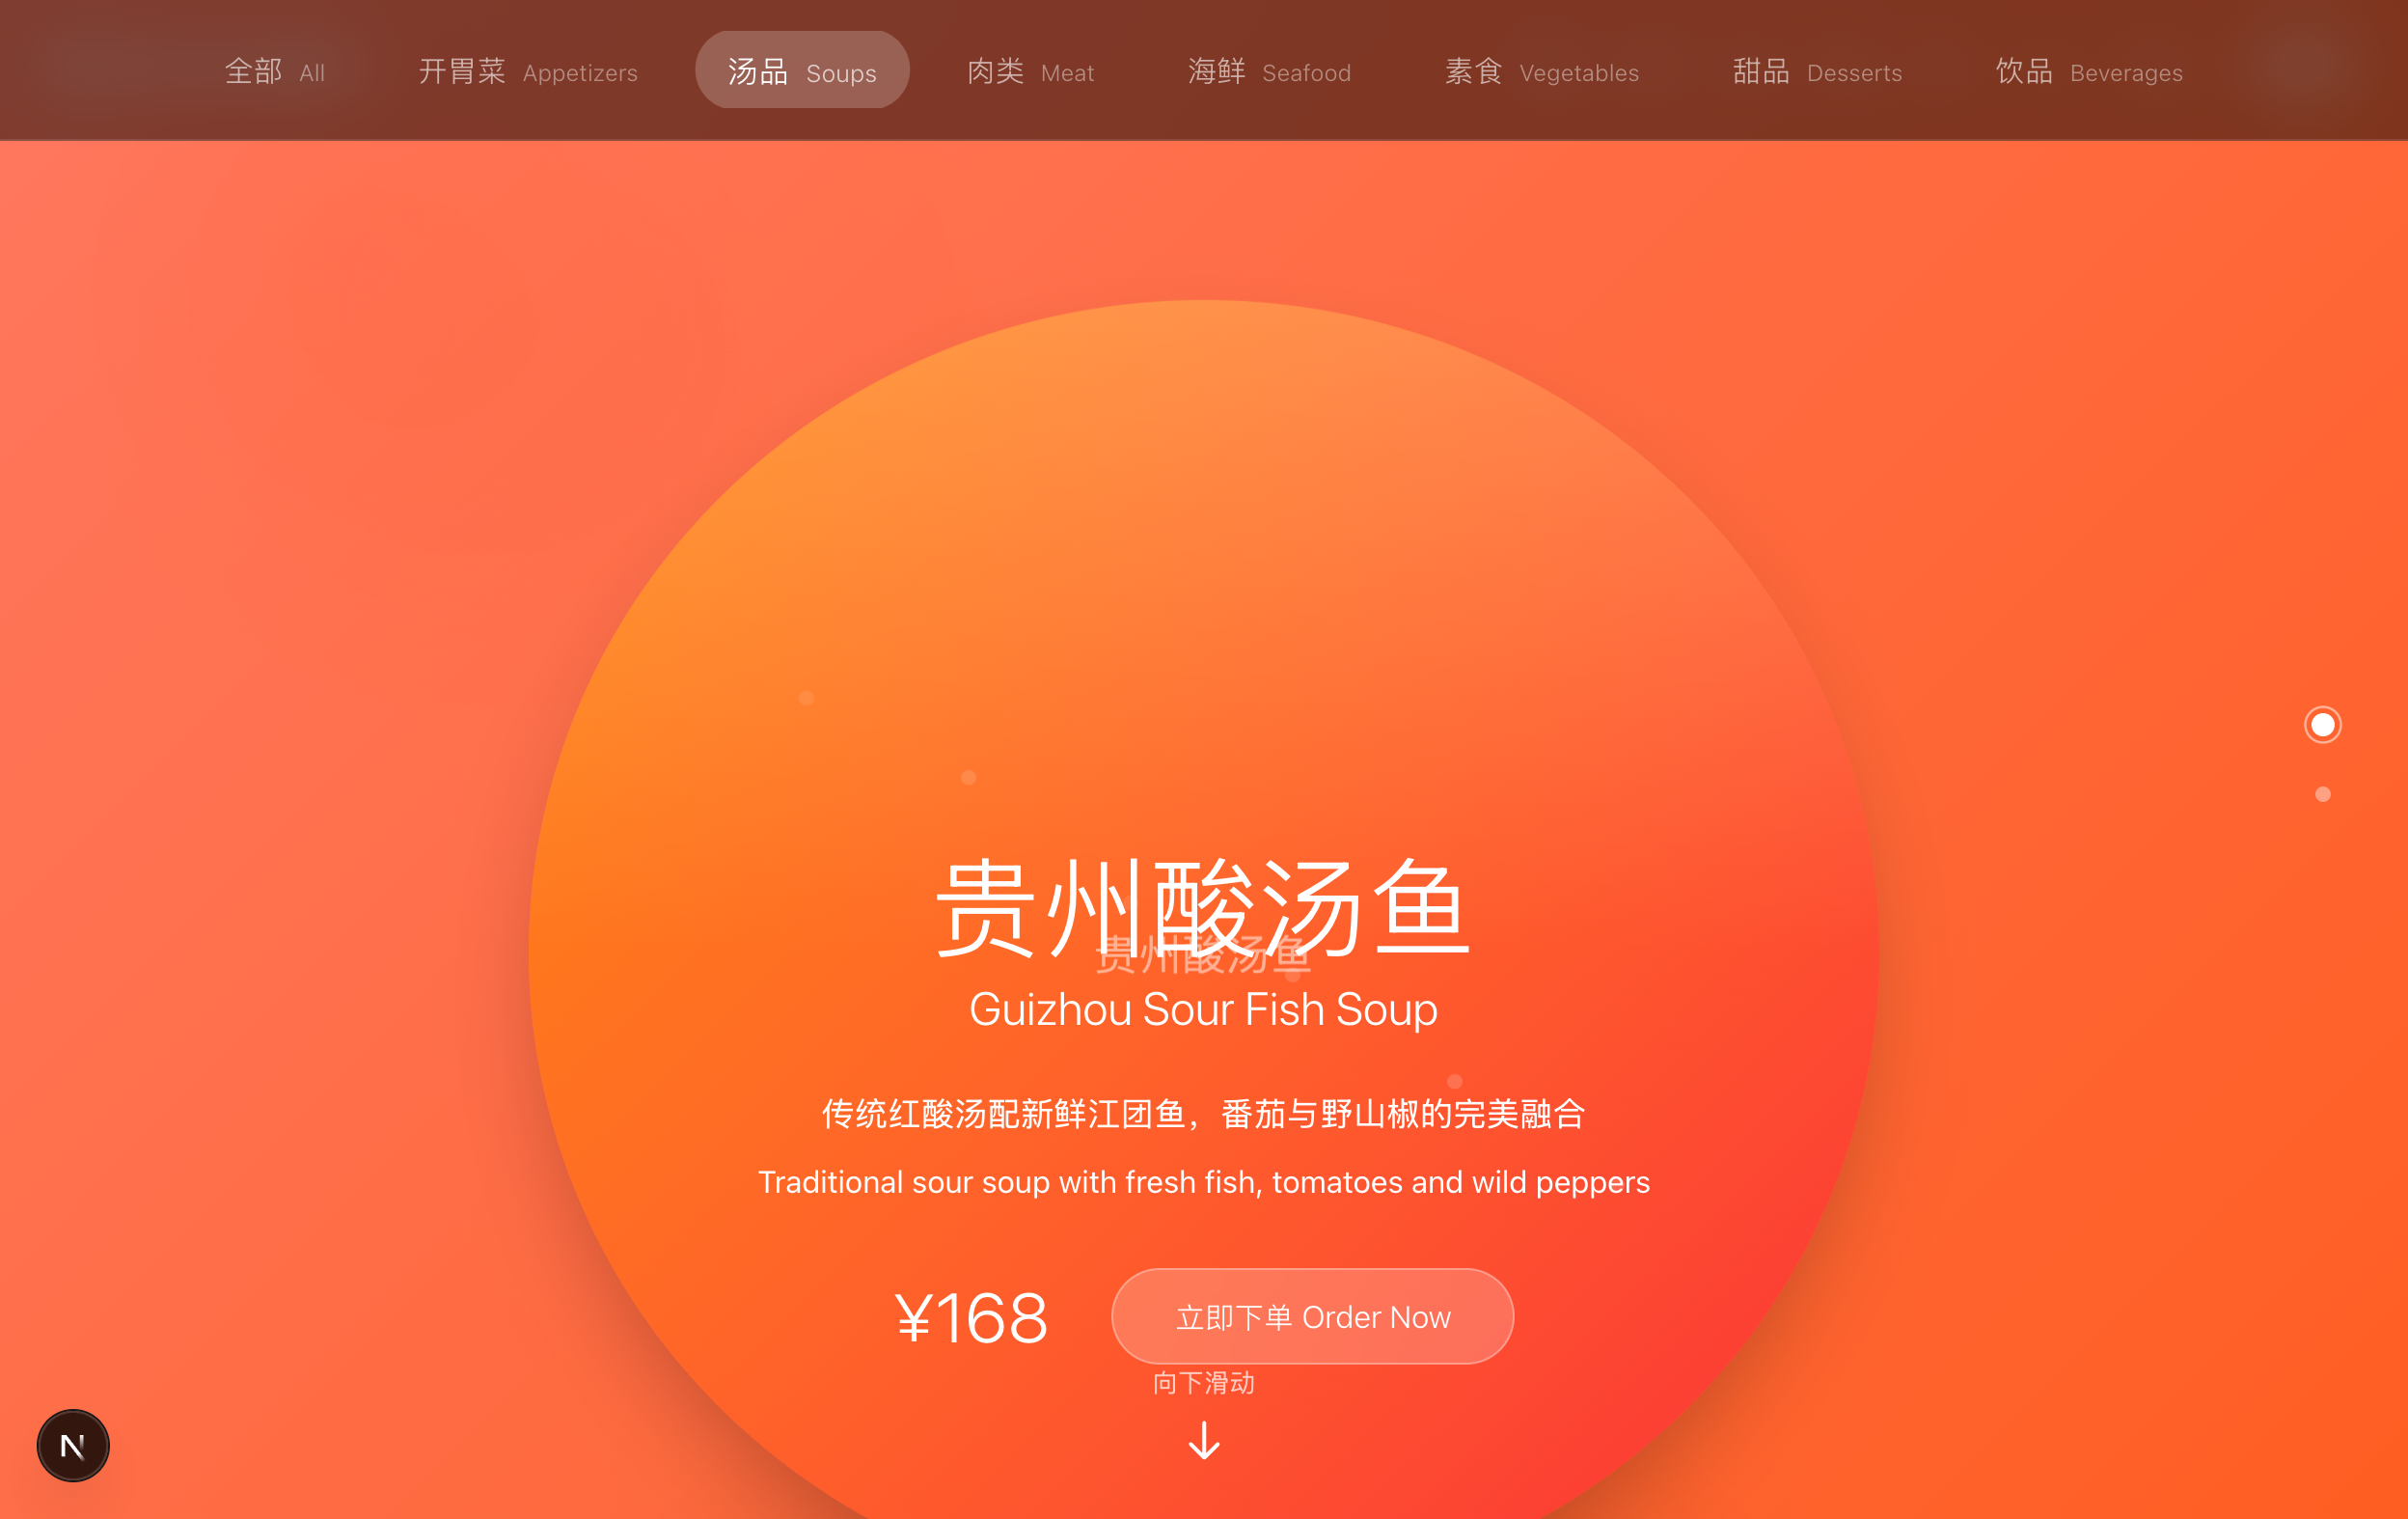 全部 All 开胃菜 Appetizers 汤品 Soups 肉类 Meat 海鲜 Seafood 素食 Vegetables 甜品 Desserts 饮品 Beverages
贵州酸汤鱼
贵州酸汤鱼
Guizhou Sour Fish Soup
传统红酸汤配新鲜江团鱼，番茄与野山椒的完美融合
Traditional sour soup with fresh fish, tomatoes and wild peppers
¥168 立即下单 Order Now
向下滑动
N